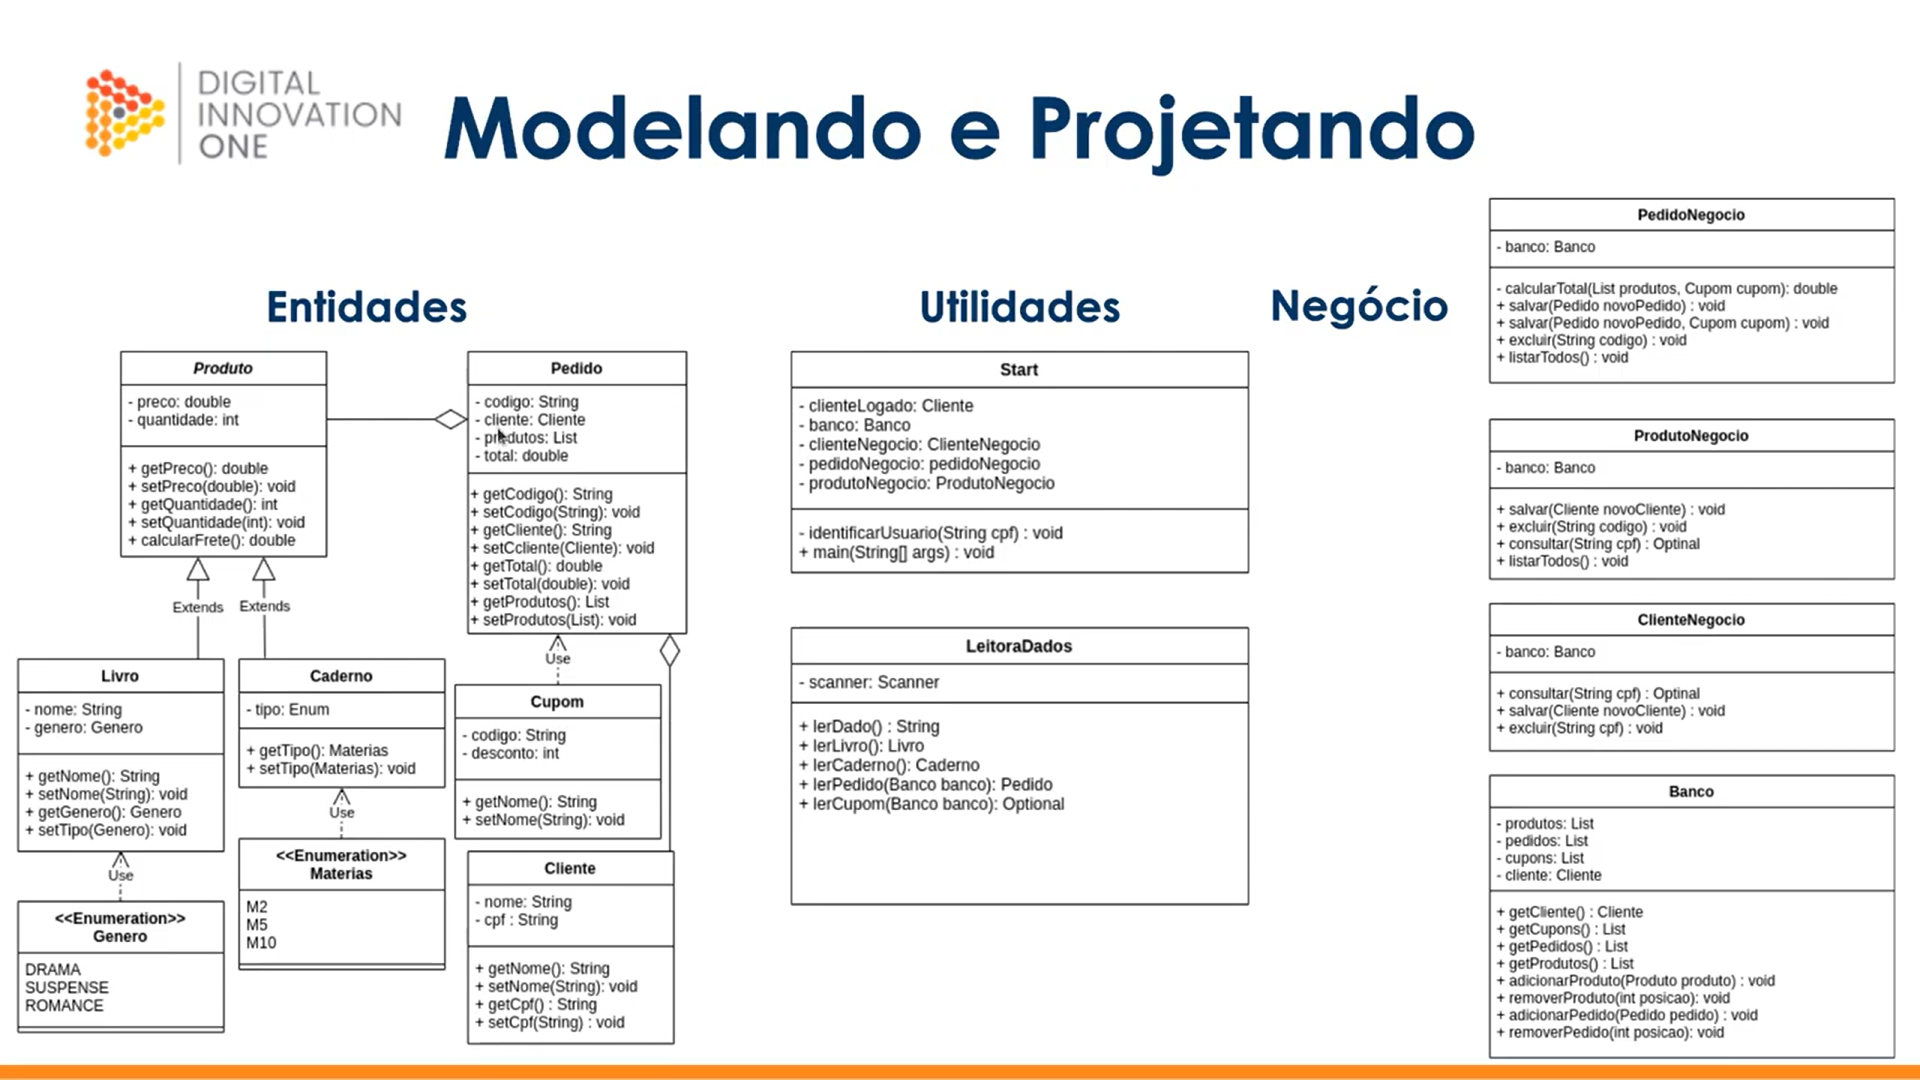 DIGITAL
INNOVATION
ONE
Modelando e Projetando
Entidades
Produto
- preco: double
- quantidade: int
+ getPreco(): double
+ setPreco(double): void
+ getQuantidade(): int
+ setQuantidade(int): void
+ calcularFrete(): double
Extends
Extends
Pedido
- codigo: String
- cliente: Cliente
- produtos: List
- total: double
+ getCodigo(): String
+ setCodigo(String): void
+ getCliente(): String
+ setCcliente(Cliente): void
+ getTotal(): double
+ setTotal(double): void
+ getProdutos(): List
+ setProdutos(List): void
Use
Livro
- nome: String
- genero: Genero
+ getNome(): String
+ setNome(String): void
+ getGenero(): Genero
+ setTipo(Genero): void
Use
<<Enumeration>>
Genero
DRAMA
SUSPENSE
ROMANCE
Caderno
- tipo: Enum
+ getTipo(): Materias
+ setTipo(Materias): void
Use
<<Enumeration>>
Materias
M2
M5
M10
Cupom
- codigo: String
- desconto: int
+ getNome(): String
+ setNome(String): void
Cliente
- nome: String
- cpf : String
+ getNome(): String
+ setNome(String): void
+ getCpf() : String
+ setCpf(String) : void
Utilidades
Start
- clienteLogado: Cliente
- banco: Banco
- clienteNegocio: ClienteNegocio
- pedidoNegocio: pedidoNegocio
- produtoNegocio: ProdutoNegocio
- identificarUsuario(String cpf) : void
+ main(String[] args) : void
LeitoraDados
- scanner: Scanner
+ lerDado() : String
+ lerLivro(): Livro
+ lerCaderno(): Caderno
+ lerPedido(Banco banco): Pedido
+ lerCupom(Banco banco): Optional
Negócio
PedidoNegocio
- banco: Banco
- calcularTotal(List produtos, Cupom cupom): double
+ salvar(Pedido novoPedido) : void
+ salvar(Pedido novoPedido, Cupom cupom) : void
+ excluir(String codigo) : void
+ listarTodos() : void
ProdutoNegocio
- banco: Banco
+ salvar(Cliente novoCliente) : void
+ excluir(String codigo) : void
+ consultar(String cpf) : Optinal
+ listarTodos() : void
ClienteNegocio
- banco: Banco
+ consultar(String cpf) : Optinal
+ salvar(Cliente novoCliente) : void
+ excluir(String cpf) : void
Banco
- produtos: List
- pedidos: List
- cupons: List
- cliente: Cliente
+ getCliente() : Cliente
+ getCupons() : List
+ getPedidos() : List
+ getProdutos() : List
+ adicionarProduto(Produto produto) : void
+ removerProduto(int posicao): void
+ adicionarPedido(Pedido pedido) : void
+ removerPedido(int posicao): void